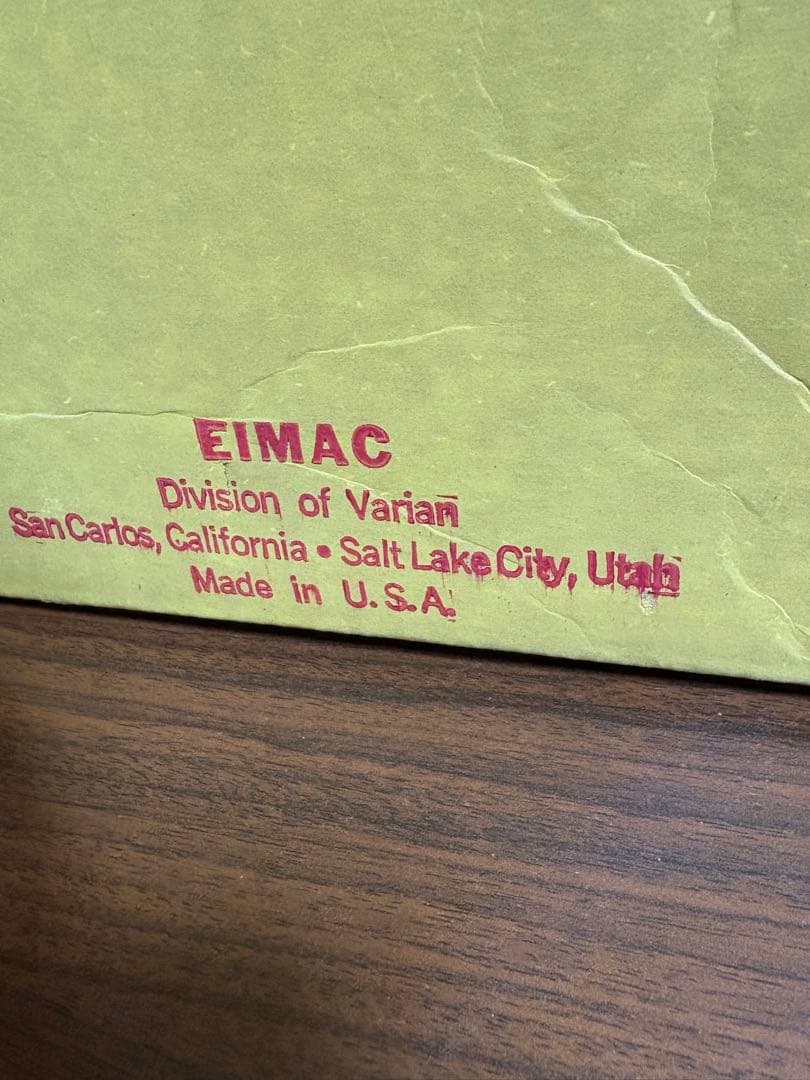 EIMAC
Division of Varian
San Carlos, California • Salt Lake City, Utah
Made in U.S.A.